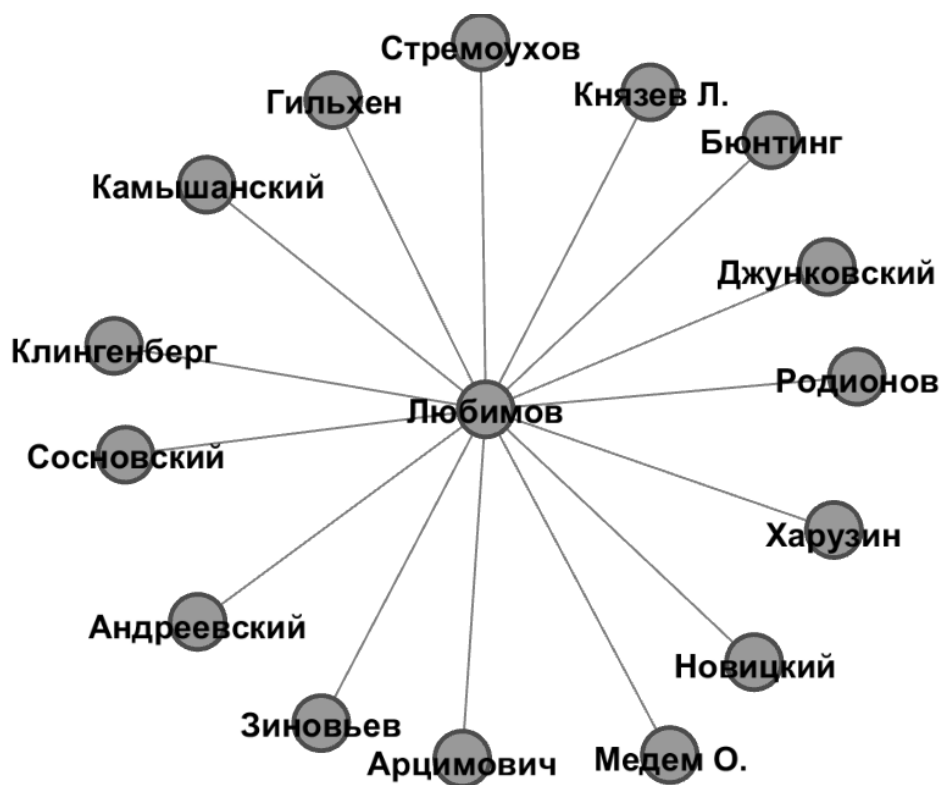 Стремоухов
Гильхен
Князев Л.
Бюнтинг
Камышанский
Джунковский
Клингенберг
Родионов
Любимов
Сосновский
Харузин
Андреевский
Новицкий
Зиновьев
Арцимович
Медем О.